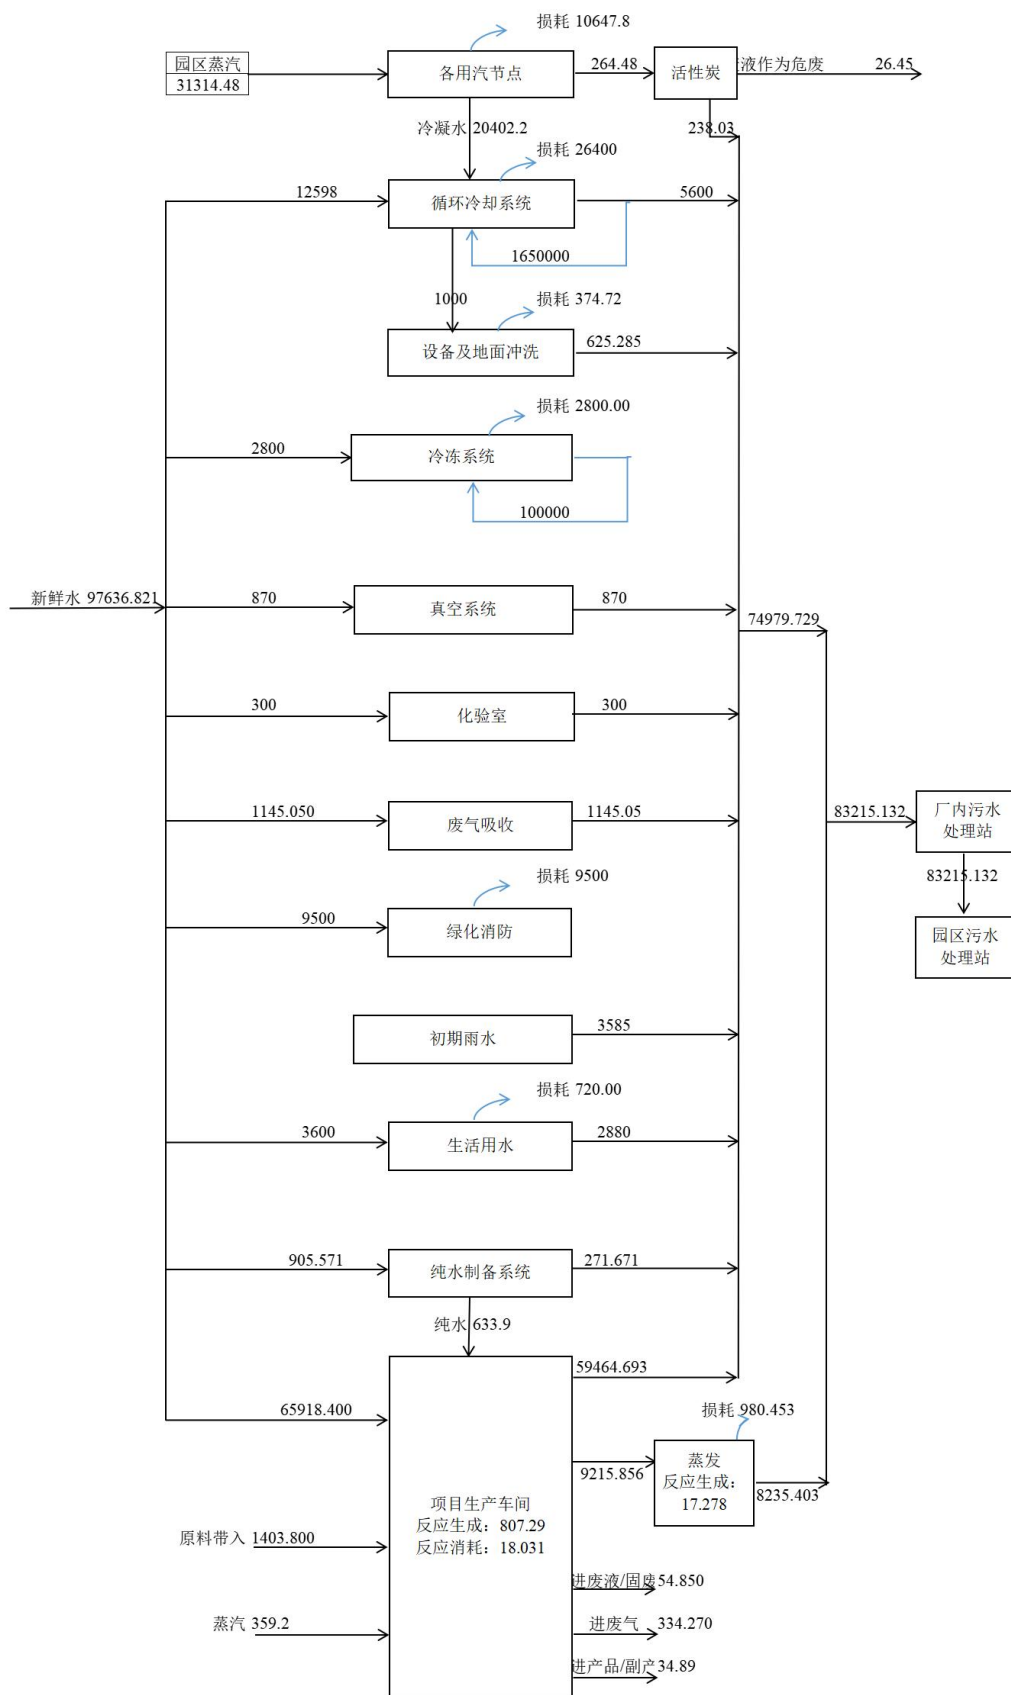 损耗 10647.8
园区蒸汽
31314.48
各用汽节点
264.48
活性炭
液作为危废
26.45
冷凝水 20402.2
238.03
损耗 26400
12598
循环冷却系统
5600
1650000
1000
损耗 374.72
设备及地面冲洗
625.285
损耗 2800.00
2800
冷冻系统
100000
新鲜水 97636.821
870
真空系统
870
74979.729
300
化验室
300
1145.050
废气吸收
1145.05
83215.132
厂内污水
处理站
83215.132
损耗 9500
9500
绿化消防
园区污水
处理站
初期雨水
3585
损耗 720.00
3600
生活用水
2880
905.571
纯水制备系统
271.671
纯水 633.9
59464.693
65918.400
损耗 980.453
9215.856
蒸发
反应生成：
17.278
8235.403
项目生产车间
反应生成：807.29
反应消耗：18.031
原料带入 1403.800
进废液/固废 54.850
蒸汽 359.2
进废气 334.270
进产品/副产 34.89